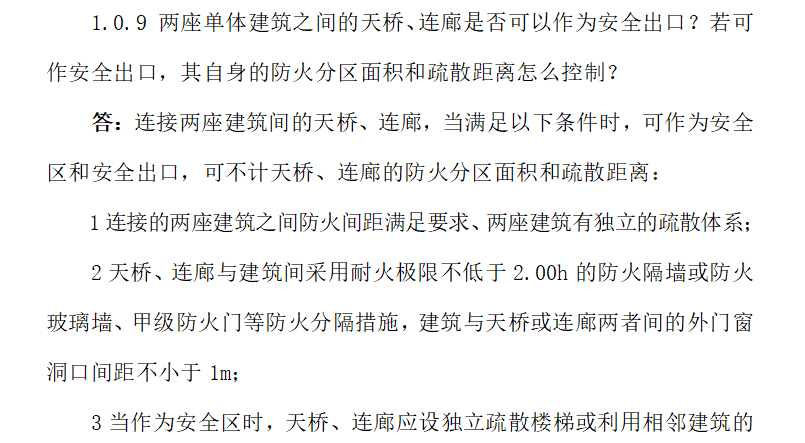 1.0.9 两座单体建筑之间的天桥、连廊是否可以作为安全出口？若可
作安全出口，其自身的防火分区面积和疏散距离怎么控制？
答：连接两座建筑间的天桥、连廊，当满足以下条件时，可作为安全
区和安全出口，可不计天桥、连廊的防火分区面积和疏散距离：
1 连接的两座建筑之间防火间距满足要求、两座建筑有独立的疏散体系；
2 天桥、连廊与建筑间采用耐火极限不低于 2.00h 的防火隔墙或防火
玻璃墙、甲级防火门等防火分隔措施，建筑与天桥或连廊两者间的外门窗
洞口间距不小于 1m；
3 当作为安全区时，天桥、连廊应设独立疏散楼梯或利用相邻建筑的